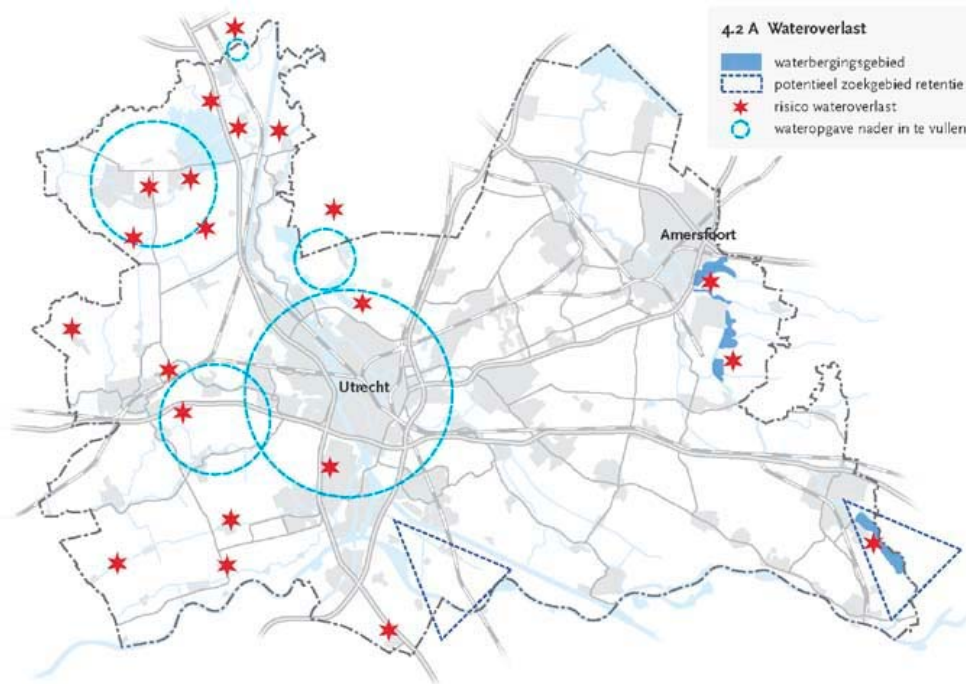 4.2 A Wateroverlast
waterbergingsgebied
potentieel zoekgebied retentie
risico wateroverlast
wateropgave nader in te vullen
Amersfoort
Utrecht